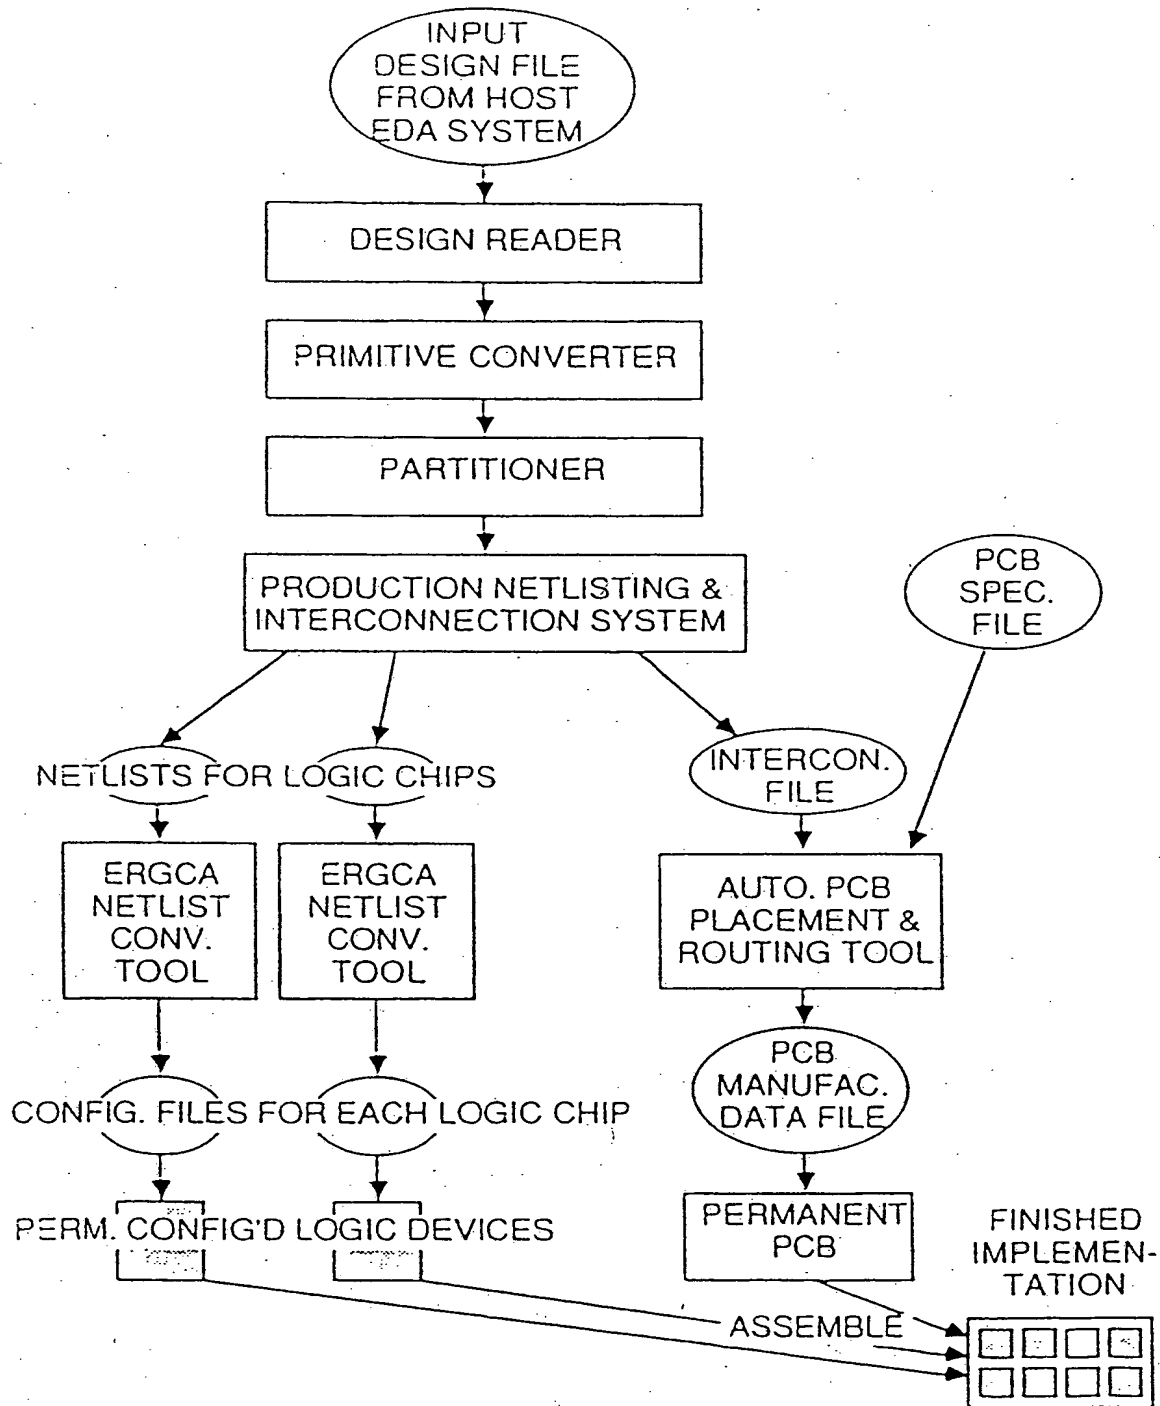 INPUT
DESIGN FILE
FROM HOST
EDA SYSTEM
DESIGN READER
PRIMITIVE CONVERTER
PARTITIONER
PRODUCTION NETLISTING &
INTERCONNECTION SYSTEM
PCB
SPEC.
FILE
NETLISTS FOR LOGIC CHIPS
INTERCON.
FILE
ERGCA
NETLIST
CONV.
TOOL
ERGCA
NETLIST
CONV.
TOOL
AUTO. PCB
PLACEMENT &
ROUTING TOOL
PCB
MANUFAC.
DATA FILE
CONFIG. FILES FOR EACH LOGIC CHIP
PERM. CONFIG'D LOGIC DEVICES
PERMANENT
PCB
FINISHED
IMPLEMEN-
TATION
ASSEMBLE